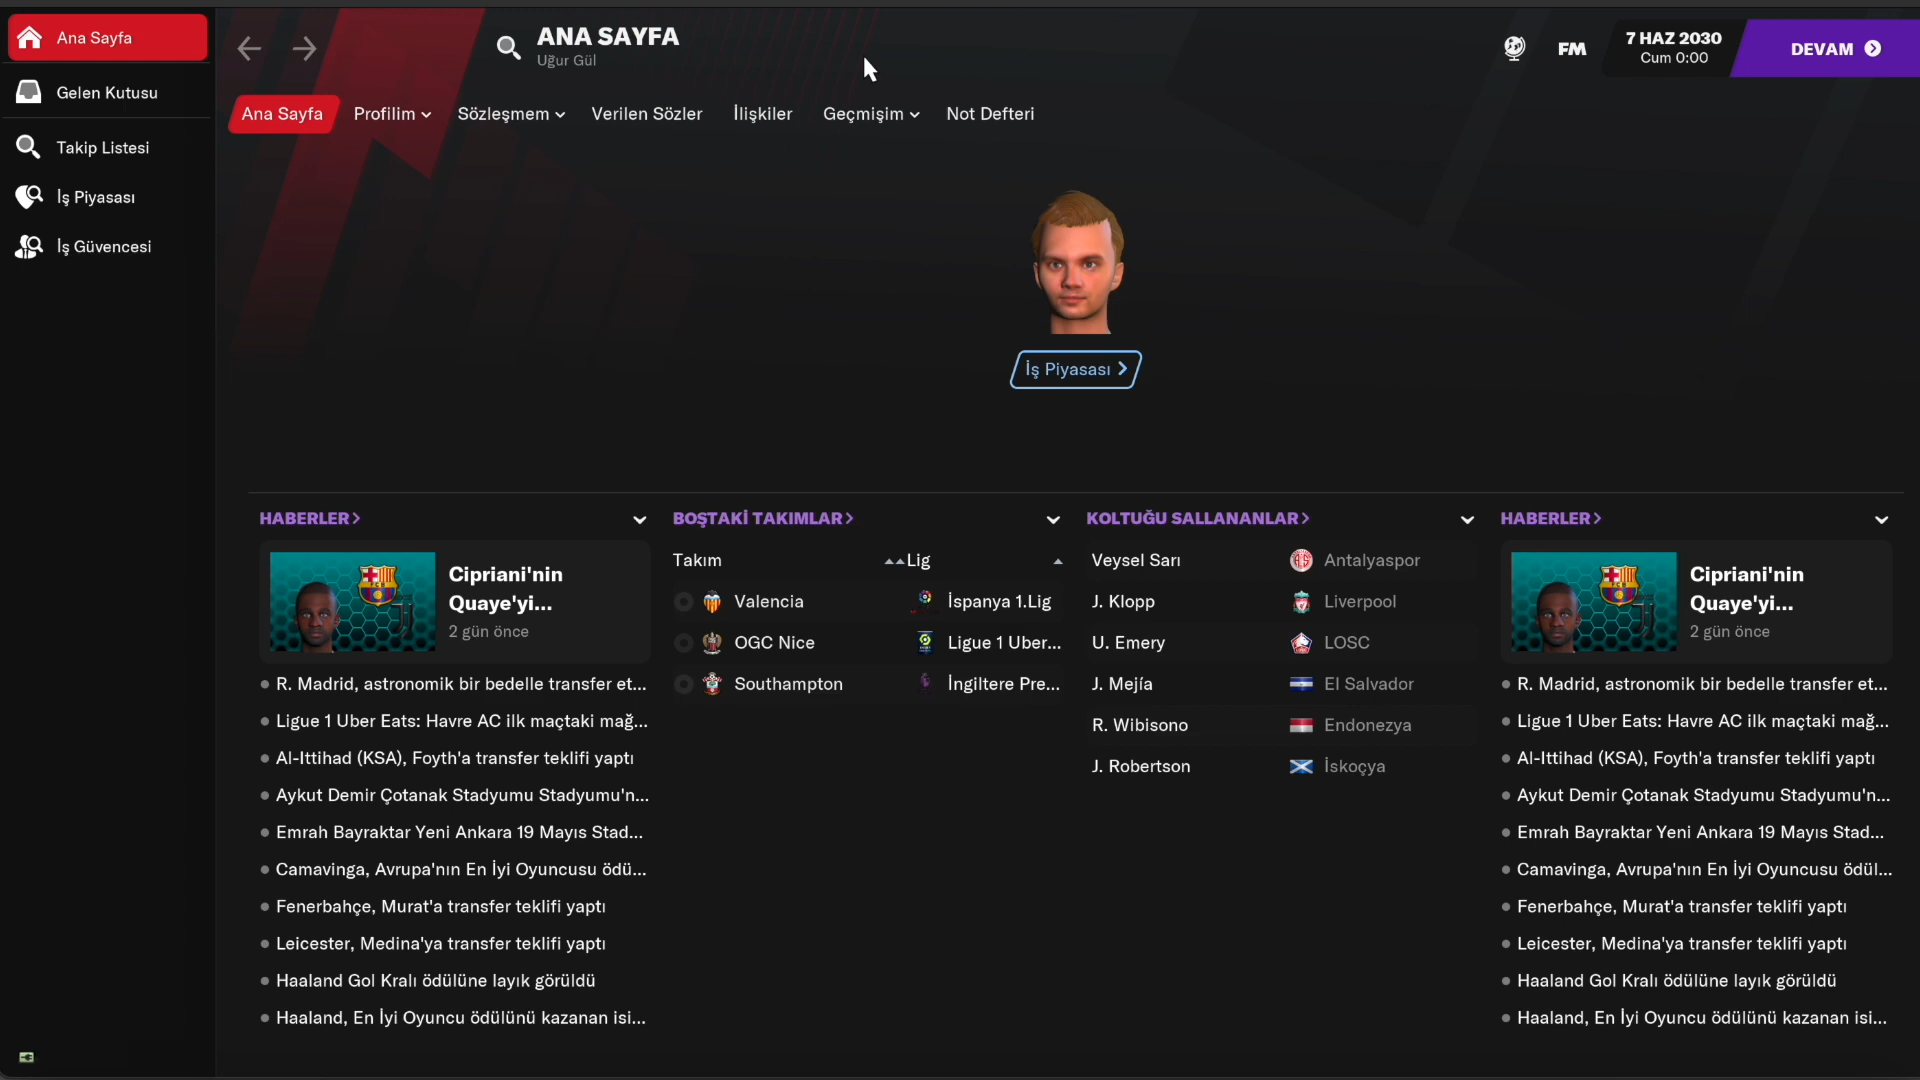 Ana Sayfa
Gelen Kutusu
Takip Listesi
İş Piyasası
İş Güvencesi
ANA SAYFA
Uğur Gül
FM
7 HAZ 2030
Cum 0:00
DEVAM
Ana Sayfa
Profilim
Sözleşmem
Verilen Sözler
İlişkiler
Geçmişim
Not Defteri
İş Piyasası
HABERLER
Cipriani'nin
Quaye'yi...
2 gün önce
R. Madrid, astronomik bir bedelle transfer et...
Ligue 1 Uber Eats: Havre AC ilk maçtaki mağ...
Al-Ittihad (KSA), Foyth'a transfer teklifi yaptı
Aykut Demir Çotanak Stadyumu Stadyumu'n...
Emrah Bayraktar Yeni Ankara 19 Mayıs Stad...
Camavinga, Avrupa'nın En İyi Oyuncusu ödü...
Fenerbahçe, Murat'a transfer teklifi yaptı
Leicester, Medina'ya transfer teklifi yaptı
Haaland Gol Kralı ödülüne layık görüldü
Haaland, En İyi Oyuncu ödülünü kazanan isi...
BOŞTAKİ TAKIMLAR
Takım Lig
Valencia İspanya 1.Lig
OGC Nice Ligue 1 Uber...
Southampton İngiltere Pre...
KOLTUĞU SALLANANLAR
Veysel Sarı Antalyaspor
J. Klopp Liverpool
U. Emery LOSC
J. Mejía El Salvador
R. Wibisono Endonezya
J. Robertson İskoçya
HABERLER
Cipriani'nin
Quaye'yi...
2 gün önce
R. Madrid, astronomik bir bedelle transfer et...
Ligue 1 Uber Eats: Havre AC ilk maçtaki mağ...
Al-Ittihad (KSA), Foyth'a transfer teklifi yaptı
Aykut Demir Çotanak Stadyumu Stadyumu'n...
Emrah Bayraktar Yeni Ankara 19 Mayıs Stad...
Camavinga, Avrupa'nın En İyi Oyuncusu ödül...
Fenerbahçe, Murat'a transfer teklifi yaptı
Leicester, Medina'ya transfer teklifi yaptı
Haaland Gol Kralı ödülüne layık görüldü
Haaland, En İyi Oyuncu ödülünü kazanan isi...